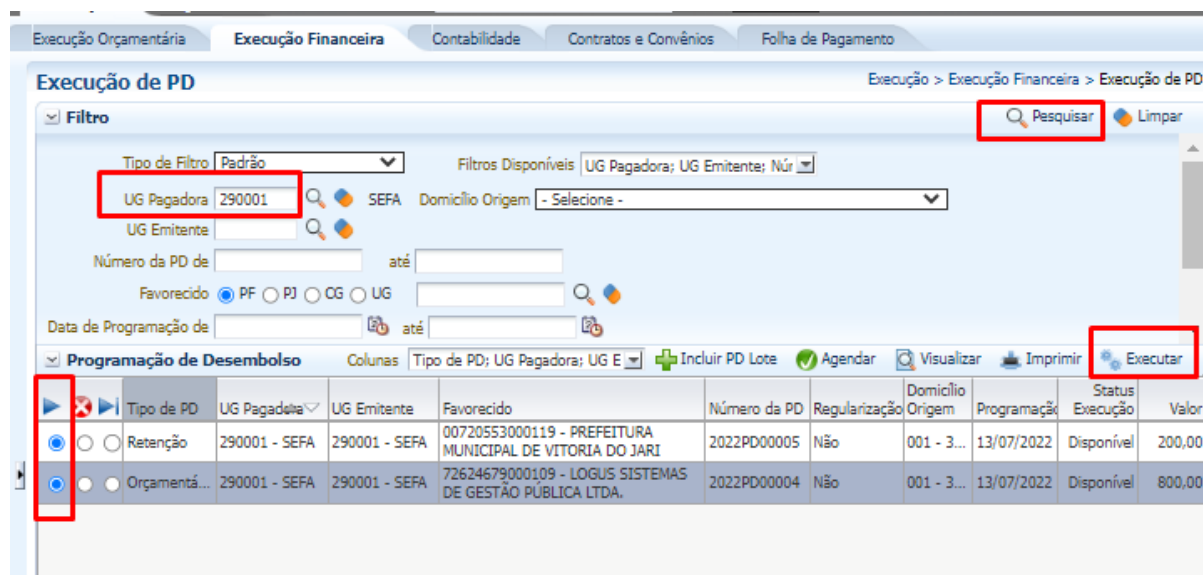 Execução Orçamentária Execução Financeira Contabilidade Contratos e Convênios Folha de Pagamento
Execução de PD Execução > Execução Financeira > Execução de PD
Filtro Pesquisar Limpar
Tipo de Filtro Padrão Filtros Disponíveis UG Pagadora; UG Emitente; Núr
UG Pagadora 290001 SEFA Domicílio Origem - Selecione -
UG Emitente
Número da PD de até
Favorecido PF PJ CG UG
Data de Programação de até
Programação de Desembolso Colunas Tipo de PD; UG Pagadora; UG E Incluir PD Lote Agendar Visualizar Imprimir Executar
Tipo de PD UG Pagadora UG Emitente Favorecido Número da PD Regularização Domicílio Origem Programação Status Execução Valor
Retenção 290001 - SEFA 290001 - SEFA 00720553000119 - PREFEITURA MUNICIPAL DE VITORIA DO JARI 2022PD00005 Não 001 - 3... 13/07/2022 Disponível 200,00
Orçamentá... 290001 - SEFA 290001 - SEFA 72624679000109 - LOGUS SISTEMAS DE GESTÃO PÚBLICA LTDA. 2022PD00004 Não 001 - 3... 13/07/2022 Disponível 800,00